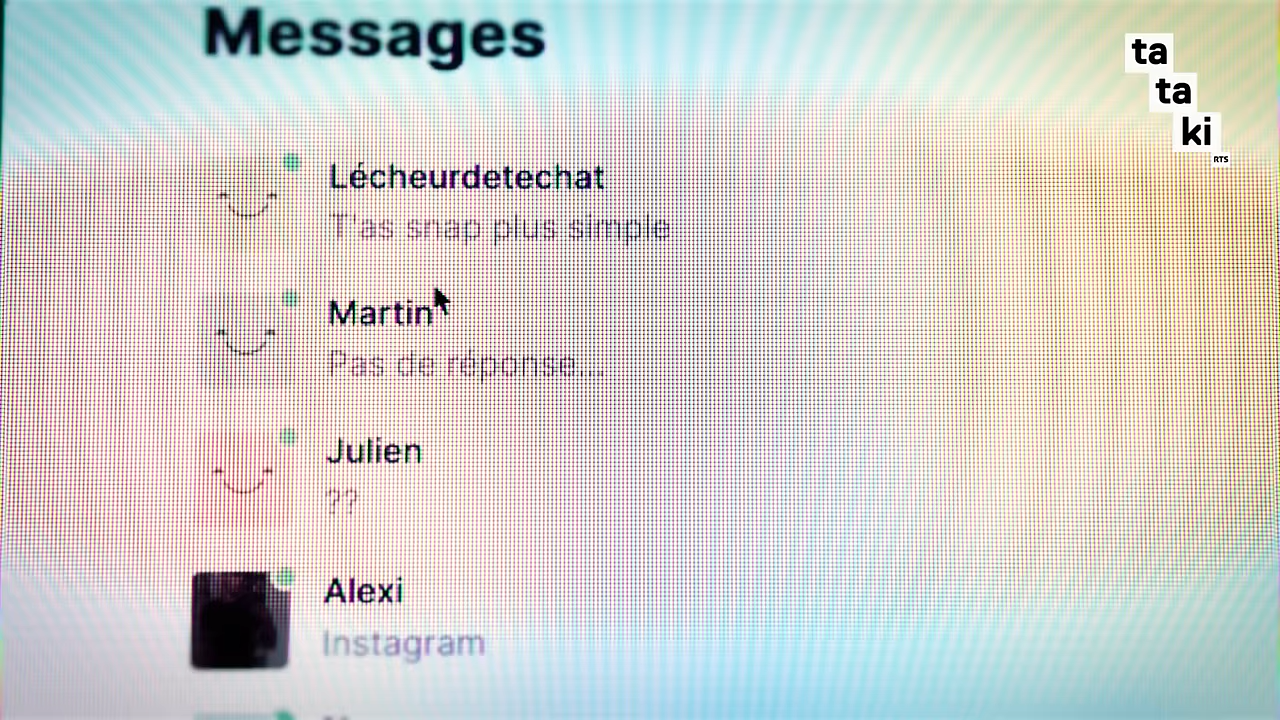 Messages
ta
ta
ki
RTS
Lécheurdetechat
T'as snap plus simple
Martin
Pas de réponse...
Julien
??
Alexi
Instagram